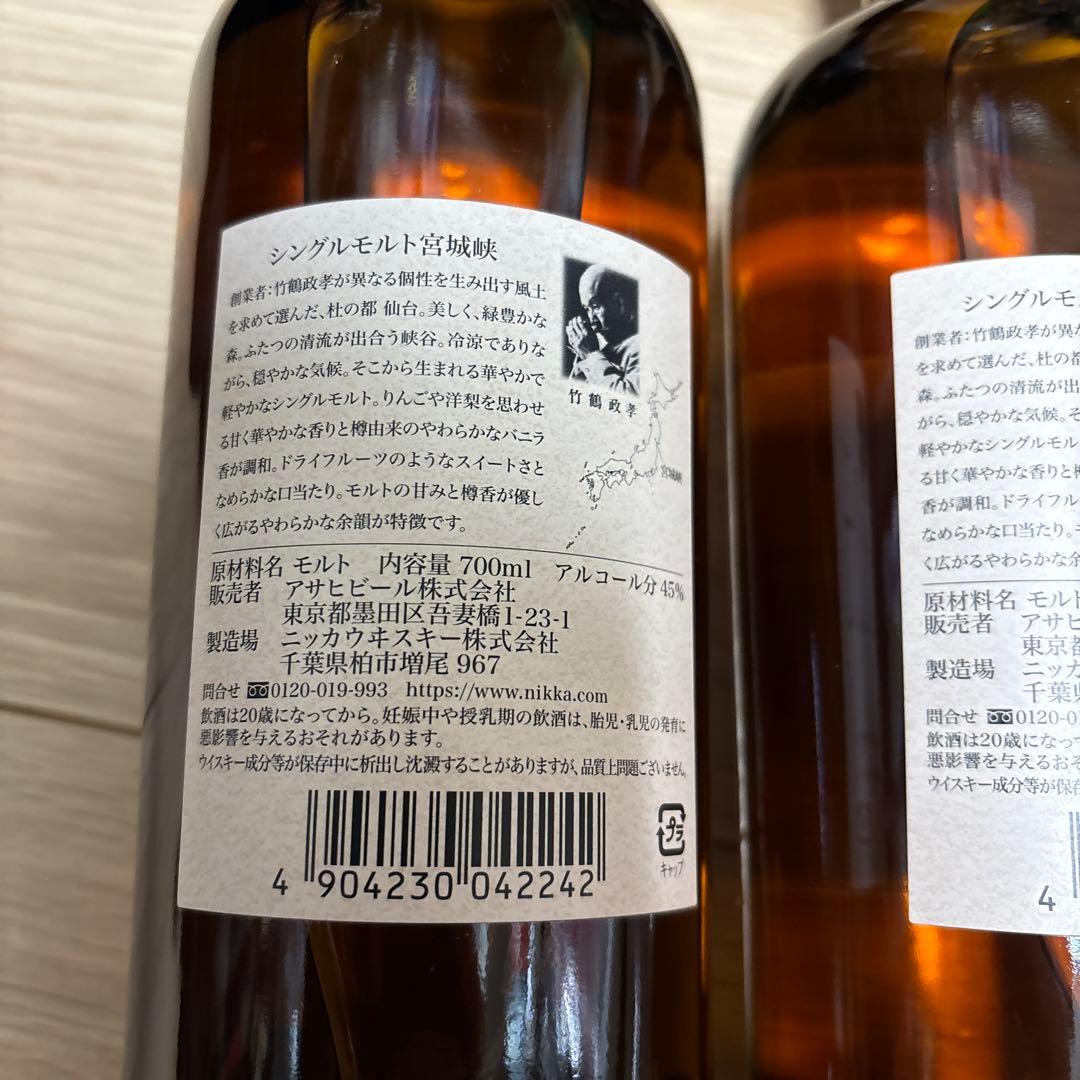 シングルモルト宮城峡
創業者:竹鶴政孝が異なる個性を生み出す風土
を求めて選んだ、杜の都 仙台。美しく、緑豊かな
森。ふたつの清流が出合う峡谷。冷涼でありな
がら、穏やかな気候。そこから生まれる華やかで
軽やかなシングルモルト。りんごや洋梨を思わせ
る甘く華やかな香りと樽由来のやわらかなバニラ
香が調和。ドライフルーツのようなスイートさと
なめらかな口当たり。モルトの甘みと樽香が優し
く広がるやわらかな余韻が特徴です。
竹鶴政孝
宮城峡
原材料名 モルト 内容量 700ml アルコール分 45%
販売者 アサヒビール株式会社
東京都墨田区吾妻橋1-23-1
製造場 ニッカウヰスキー株式会社
千葉県柏市増尾 967
問合せ 0120-019-993 https://www.nikka.com
飲酒は20歳になってから。妊娠中や授乳期の飲酒は、胎児・乳児の発育に
悪影響を与えるおそれがあります。
ウイスキー成分等が保存中に析出し沈澱することがありますが、品質上問題ございません。
4 904230 042242
プラ
キャップ
シングルモ
創業者:竹鶴政孝が異な
を求めて選んだ、杜の都
森。ふたつの清流が出合
がら、穏やかな気候。そ
軽やかなシングルモル
る甘く華やかな香りと樽
香が調和。ドライフル
なめらかな口当たり。モ
く広がるやわらかな余
原材料名 モルト
販売者 アサヒ
東京都
製造場 ニッカ
千葉県
問合せ 0120-0
飲酒は20歳になって
悪影響を与えるおそ
ウイスキー成分等が保存
4